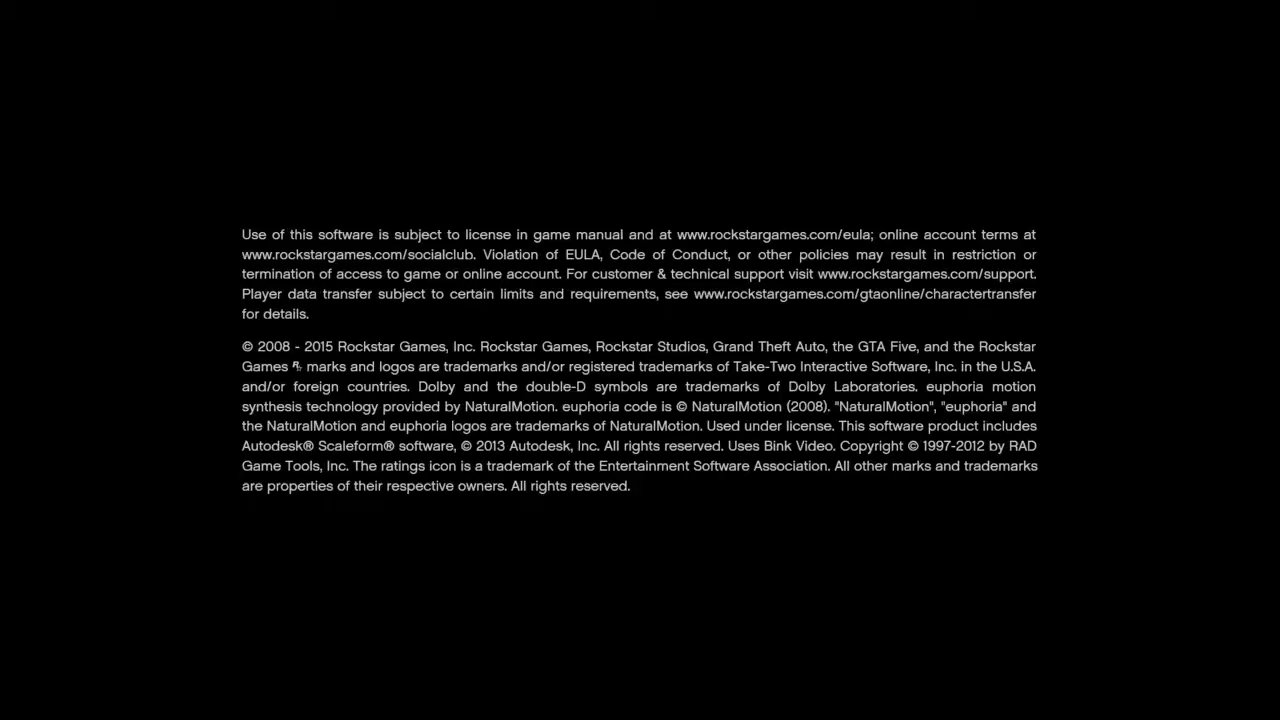 Use of this software is subject to license in game manual and at www.rockstargames.com/eula; online account terms at
www.rockstargames.com/socialclub. Violation of EULA, Code of Conduct, or other policies may result in restriction or
termination of access to game or online account. For customer & technical support visit www.rockstargames.com/support.
Player data transfer subject to certain limits and requirements, see www.rockstargames.com/gtaonline/charactertransfer
for details.
© 2008 - 2015 Rockstar Games, Inc. Rockstar Games, Rockstar Studios, Grand Theft Auto, the GTA Five, and the Rockstar
Games R* marks and logos are trademarks and/or registered trademarks of Take-Two Interactive Software, Inc. in the U.S.A.
and/or foreign countries. Dolby and the double-D symbols are trademarks of Dolby Laboratories. euphoria motion
synthesis technology provided by NaturalMotion. euphoria code is © NaturalMotion (2008). "NaturalMotion", "euphoria" and
the NaturalMotion and euphoria logos are trademarks of NaturalMotion. Used under license. This software product includes
Autodesk® Scaleform® software, © 2013 Autodesk, Inc. All rights reserved. Uses Bink Video. Copyright © 1997-2012 by RAD
Game Tools, Inc. The ratings icon is a trademark of the Entertainment Software Association. All other marks and trademarks
are properties of their respective owners. All rights reserved.